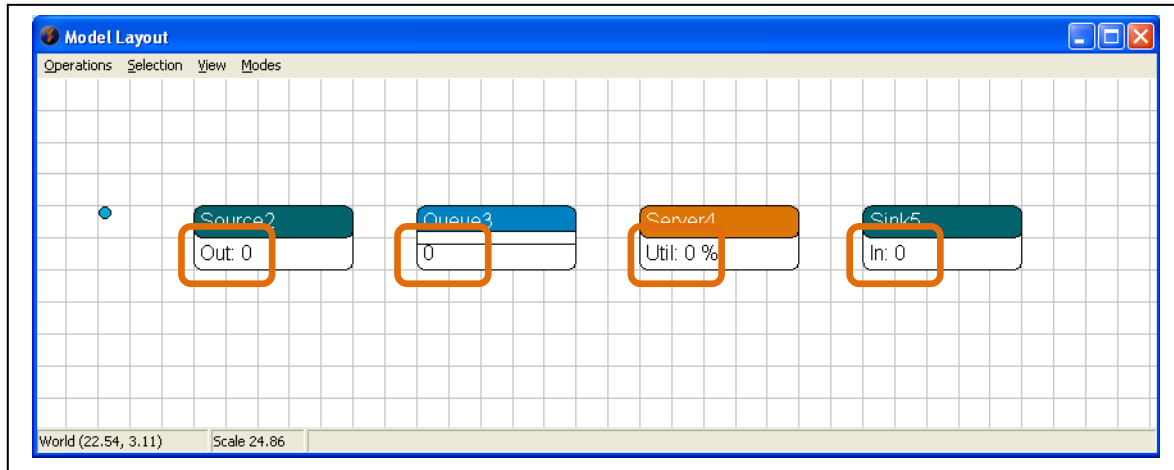 Model Layout
Operations Selection View Modes
Source2 Queue3 Server4 Sink5
Out: 0 0 Util: 0 % In: 0
World (22.54, 3.11) Scale 24.86